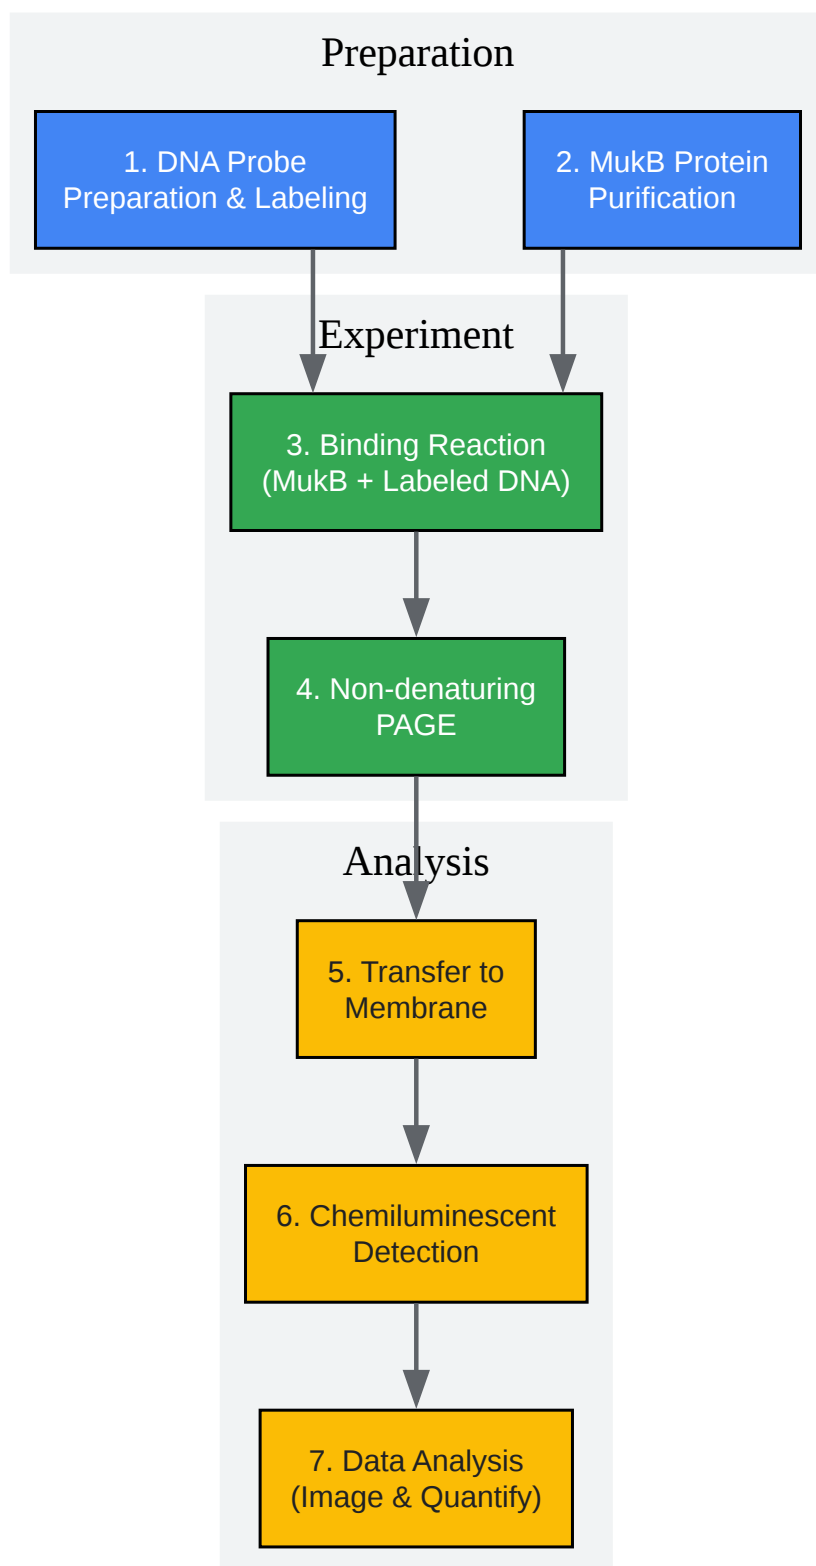 Preparation
1. DNA Probe
Preparation & Labeling
2. MukB Protein
Purification
Experiment
3. Binding Reaction
(MukB + Labeled DNA)
4. Non-denaturing
PAGE
Analysis
5. Transfer to
Membrane
6. Chemiluminescent
Detection
7. Data Analysis
(Image & Quantify)